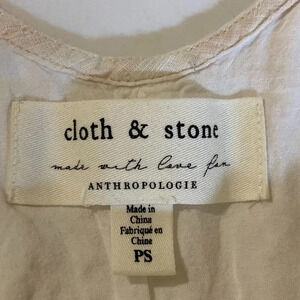 cloth & stone
made with love for
ANTHROPOLOGIE
Made in
China
Fabriqué en
Chine
PS